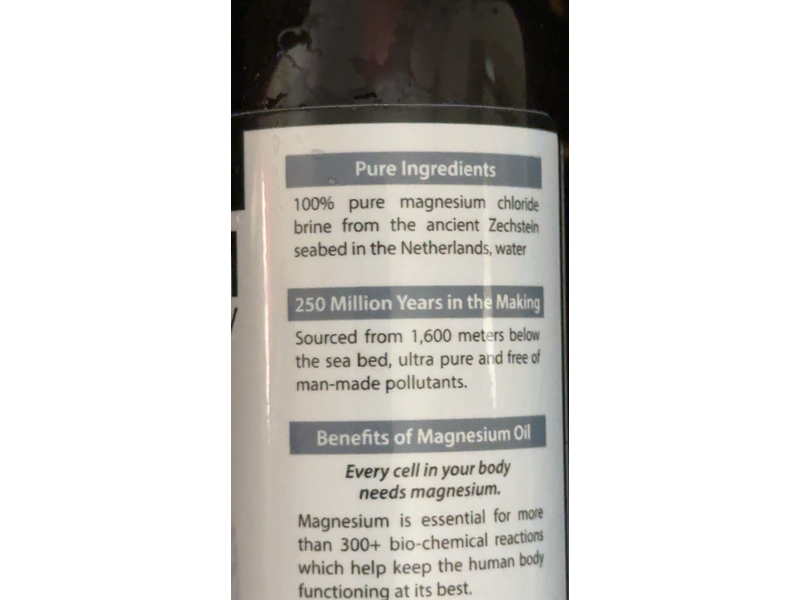 Pure Ingredients
100% pure magnesium chloride
brine from the ancient Zechstein
seabed in the Netherlands, water
250 Million Years in the Making
Sourced from 1,600 meters below
the sea bed, ultra pure and free of
man-made pollutants.
Benefits of Magnesium Oil
Every cell in your body
needs magnesium.
Magnesium is essential for more
than 300+ bio-chemical reactions
which help keep the human body
functioning at its best.